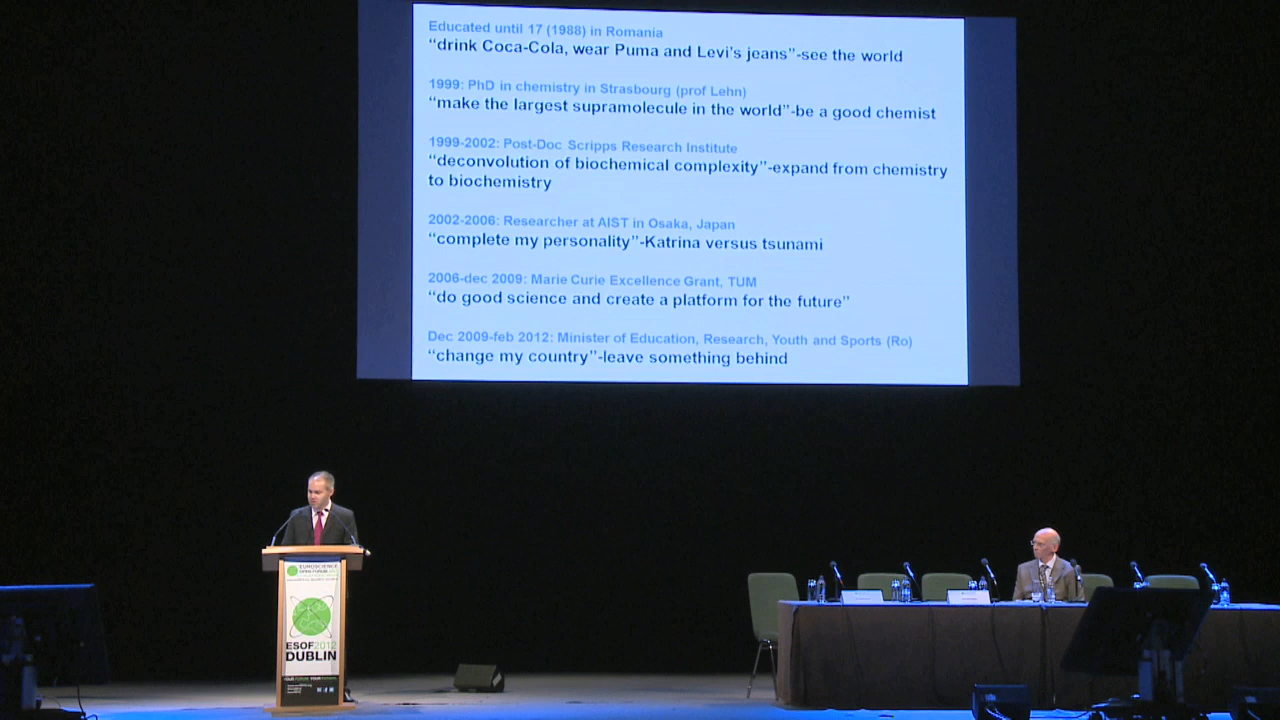 Educated until 17 (1988) in Romania
“drink Coca-Cola, wear Puma and Levi’s jeans”-see the world
1999: PhD in chemistry in Strasbourg (prof Lehn)
“make the largest supramolecule in the world”-be a good chemist
1999-2002: Post-Doc Scripps Research Institute
“deconvolution of biochemical complexity”-expand from chemistry
to biochemistry
2002-2006: Researcher at AIST in Osaka, Japan
“complete my personality”-Katrina versus tsunami
2006-dec 2009: Marie Curie Excellence Grant, TUM
“do good science and create a platform for the future”
Dec 2009-feb 2012: Minister of Education, Research, Youth and Sports (Ro)
“change my country”-leave something behind
EUROSCIENCE
OPEN FORUM
ESOF2012
DUBLIN